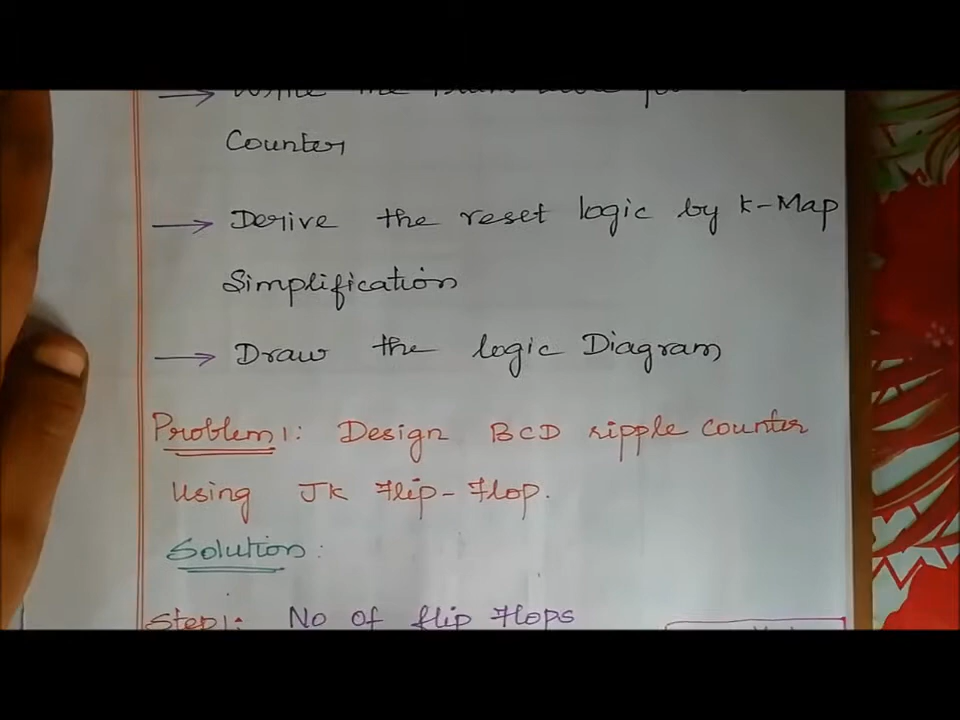 Counter
→ Derive the reset logic by K-Map
Simplification
→ Draw the logic Diagram
Problem 1: Design BCD ripple counter
Using JK Flip-Flop.
Solution:
Step1: No of flip Flops